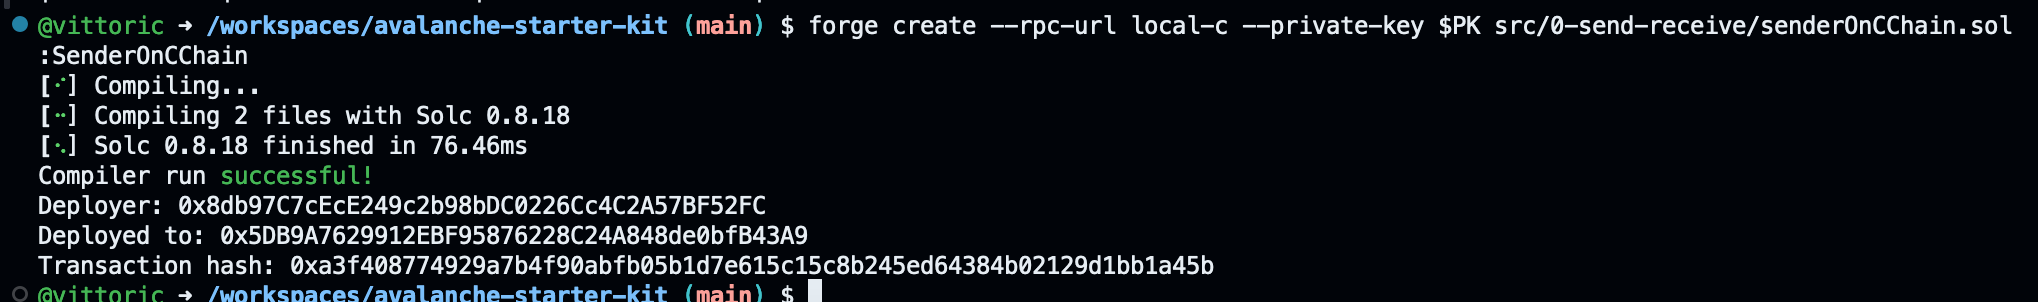 @vittoric ➜ /workspaces/avalanche-starter-kit (main) $ forge create --rpc-url local-c --private-key $PK src/0-send-receive/senderOnCChain.sol
:SenderOnCChain
[⠊] Compiling...
[⠒] Compiling 2 files with Solc 0.8.18
[⠢] Solc 0.8.18 finished in 76.46ms
Compiler run successful!
Deployer: 0x8db97C7cEcE249c2b98bDC0226Cc4C2A57BF52FC
Deployed to: 0x5DB9A7629912EBF95876228C24A848de0bfB43A9
Transaction hash: 0xa3f408774929a7b4f90abfb05b1d7e615c15c8b245ed64384b02129d1bb1a45b
@vittoric ➜ /workspaces/avalanche-starter-kit (main) $